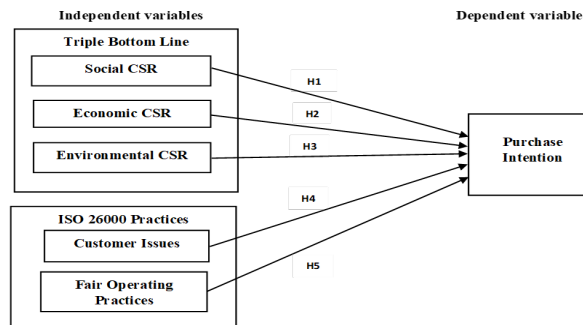 Independent variables
Dependent variable
Triple Bottom Line
Social CSR
Economic CSR
Environmental CSR
H1
H2
H3
Purchase
Intention
ISO 26000 Practices
Customer Issues
Fair Operating
Practices
H4
H5